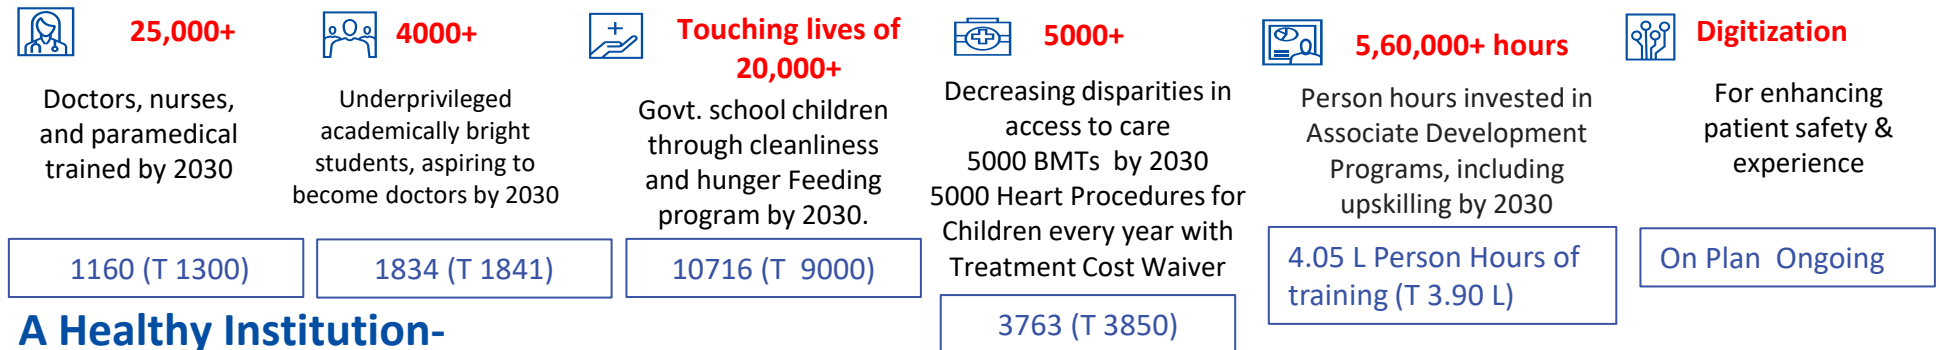 25,000+
Doctors, nurses,
and paramedical
trained by 2030
1160 (T 1300)
4000+
Underprivileged
academically bright
students, aspiring to
become doctors by 2030
1834 (T 1841)
Touching lives of
20,000+
Govt. school children
through cleanliness
and hunger Feeding
program by 2030.
10716 (T 9000)
5000+
Decreasing disparities in
access to care
5000 BMTs by 2030
5000 Heart Procedures for
Children every year with
Treatment Cost Waiver
3763 (T 3850)
5,60,000+ hours
Person hours invested in
Associate Development
Programs, including
upskilling by 2030
4.05 L Person Hours of
training (T 3.90 L)
Digitization
For enhancing
patient safety &
experience
On Plan Ongoing
A Healthy Institution-